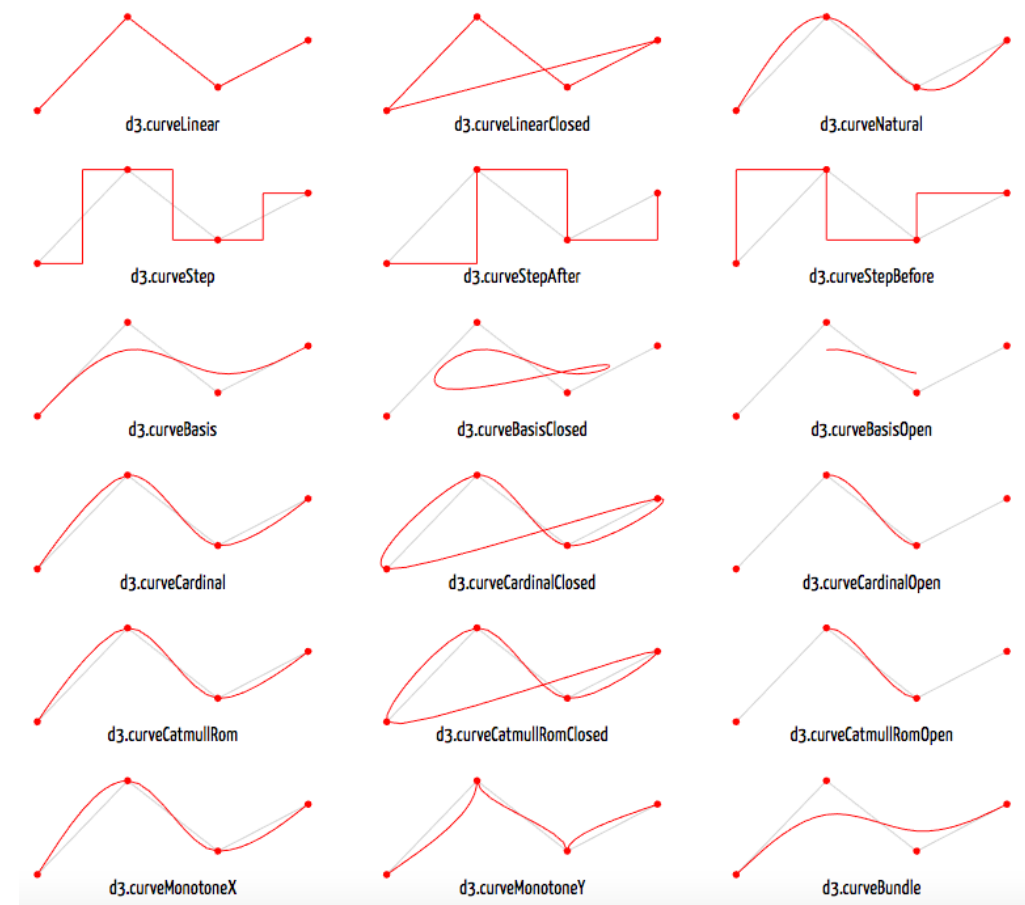 d3.curveLinear
d3.curveLinearClosed
d3.curveNatural
d3.curveStep
d3.curveStepAfter
d3.curveStepBefore
d3.curveBasis
d3.curveBasisClosed
d3.curveBasisOpen
d3.curveCardinal
d3.curveCardinalClosed
d3.curveCardinalOpen
d3.curveCatmullRom
d3.curveCatmullRomClosed
d3.curveCatmullRomOpen
d3.curveMonotoneX
d3.curveMonotoneY
d3.curveBundle